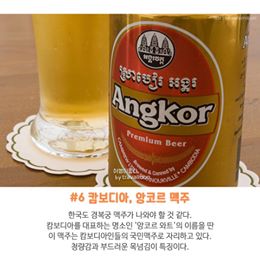 អង្គរ
ស្រាបៀរ អង្គរ
Angkor
Premium Beer
#6 캄보디아, 앙코르 맥주
한국도 경복궁 맥주가 나와야 할 것 같다.
캄보디아를 대표하는 명소인 '앙코르 와트'의 이름을 딴
이 맥주는 캄보디아인들의 국민맥주로 자리하고 있다.
청량감과 부드러운 목넘김이 특징이다.